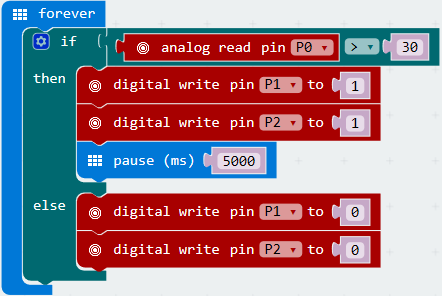 forever
if analog read pin P0 > 30
then digital write pin P1 to 1
digital write pin P2 to 1
pause (ms) 5000
else digital write pin P1 to 0
digital write pin P2 to 0